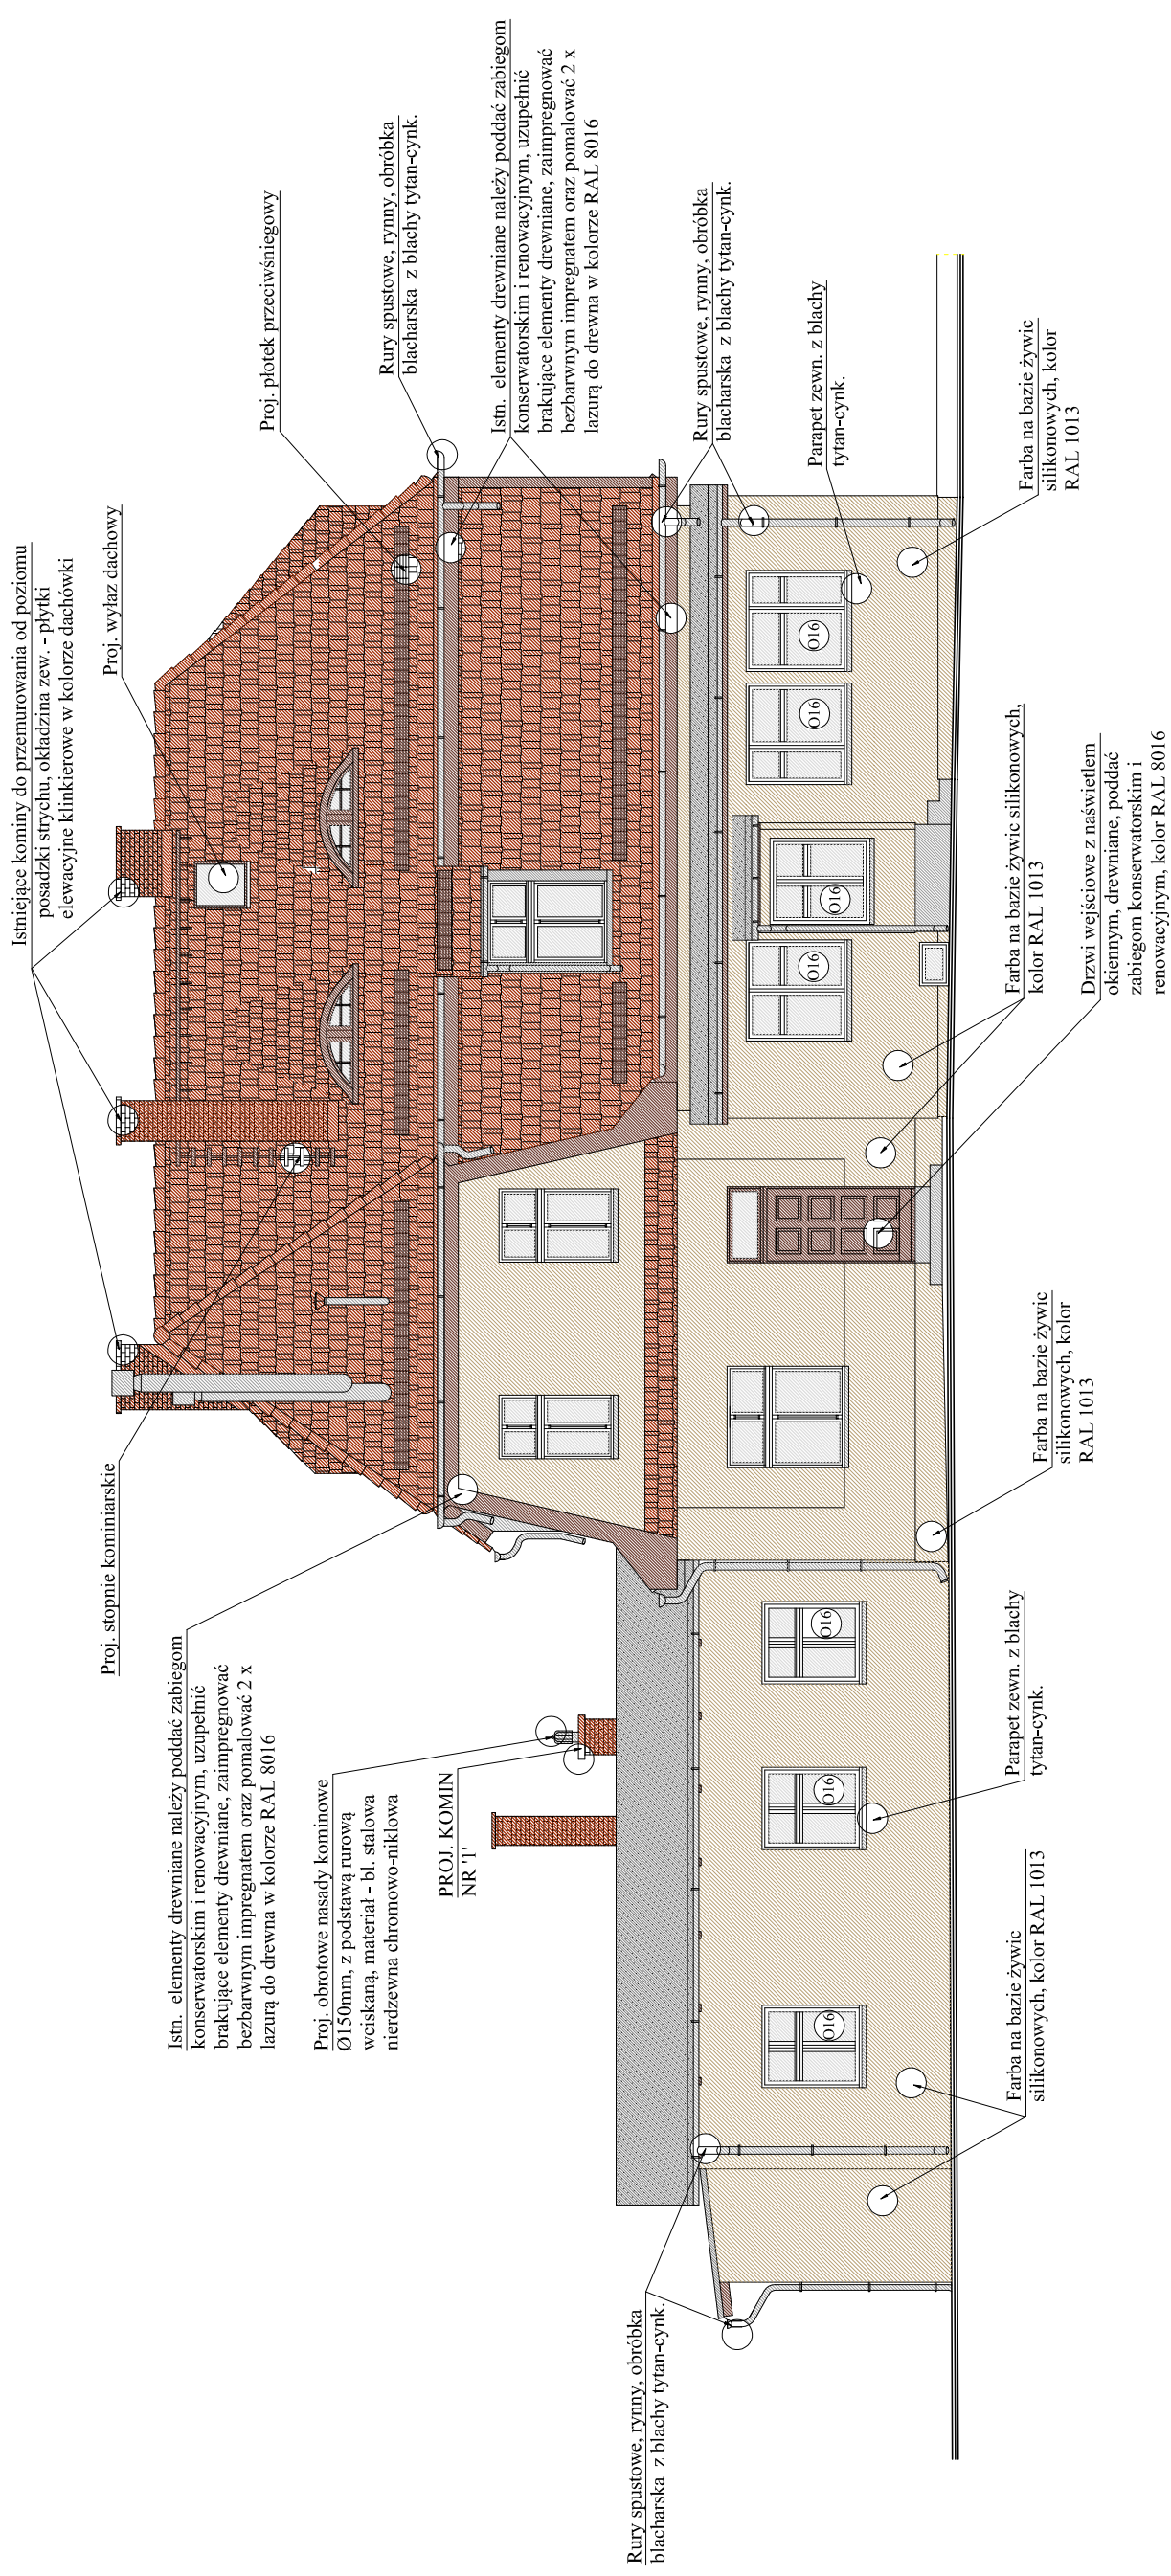 Istniejące kominy do przemurowania od poziomu
posadzki strychu, okładzina zew. - płytki
elewacyjne klinkierowe w kolorze dachówki
Proj. wyłaz dachowy
Proj. płotek przeciwśniegowy
Rury spustowe, rynny, obróbka
blacharska z blachy tytan-cynk.
Istn. elementy drewniane należy poddać zabiegom
konserwatorskim i renowacyjnym, uzupełnić
brakujące elementy drewniane, zaimpregnować
bezbarwnym impregnatem oraz pomalować 2 x
lazurą do drewna w kolorze RAL 8016
Rury spustowe, rynny, obróbka
blacharska z blachy tytan-cynk.
Parapet zewn. z blachy
tytan-cynk.
Farba na bazie żywic
silikonowych, kolor
RAL 1013
Proj. stopnie kominiarskie
Istn. elementy drewniane należy poddać zabiegom
konserwatorskim i renowacyjnym, uzupełnić
brakujące elementy drewniane, zaimpregnować
bezbarwnym impregnatem oraz pomalować 2 x
lazurą do drewna w kolorze RAL 8016
Proj. obrotowe nasady kominowe
Ø150mm, z podstawą rurową
wciskaną, materiał - bl. stalowa
nierdzewna chromowo-niklowa
PROJ. KOMIN
NR '1'
Rury spustowe, rynny, obróbka
blacharska z blachy tytan-cynk.
O16
O16
O16
O16
O16
O16
O16
Farba na bazie żywic
silikonowych, kolor RAL 1013
Parapet zewn. z blachy
tytan-cynk.
Farba na bazie żywic
silikonowych, kolor
RAL 1013
Farba na bazie żywic silikonowych,
kolor RAL 1013
Drzwi wejściowe z naświetlem
okiennym, drewniane, poddać
zabiegom konserwatorskim i
renowacyjnym, kolor RAL 8016